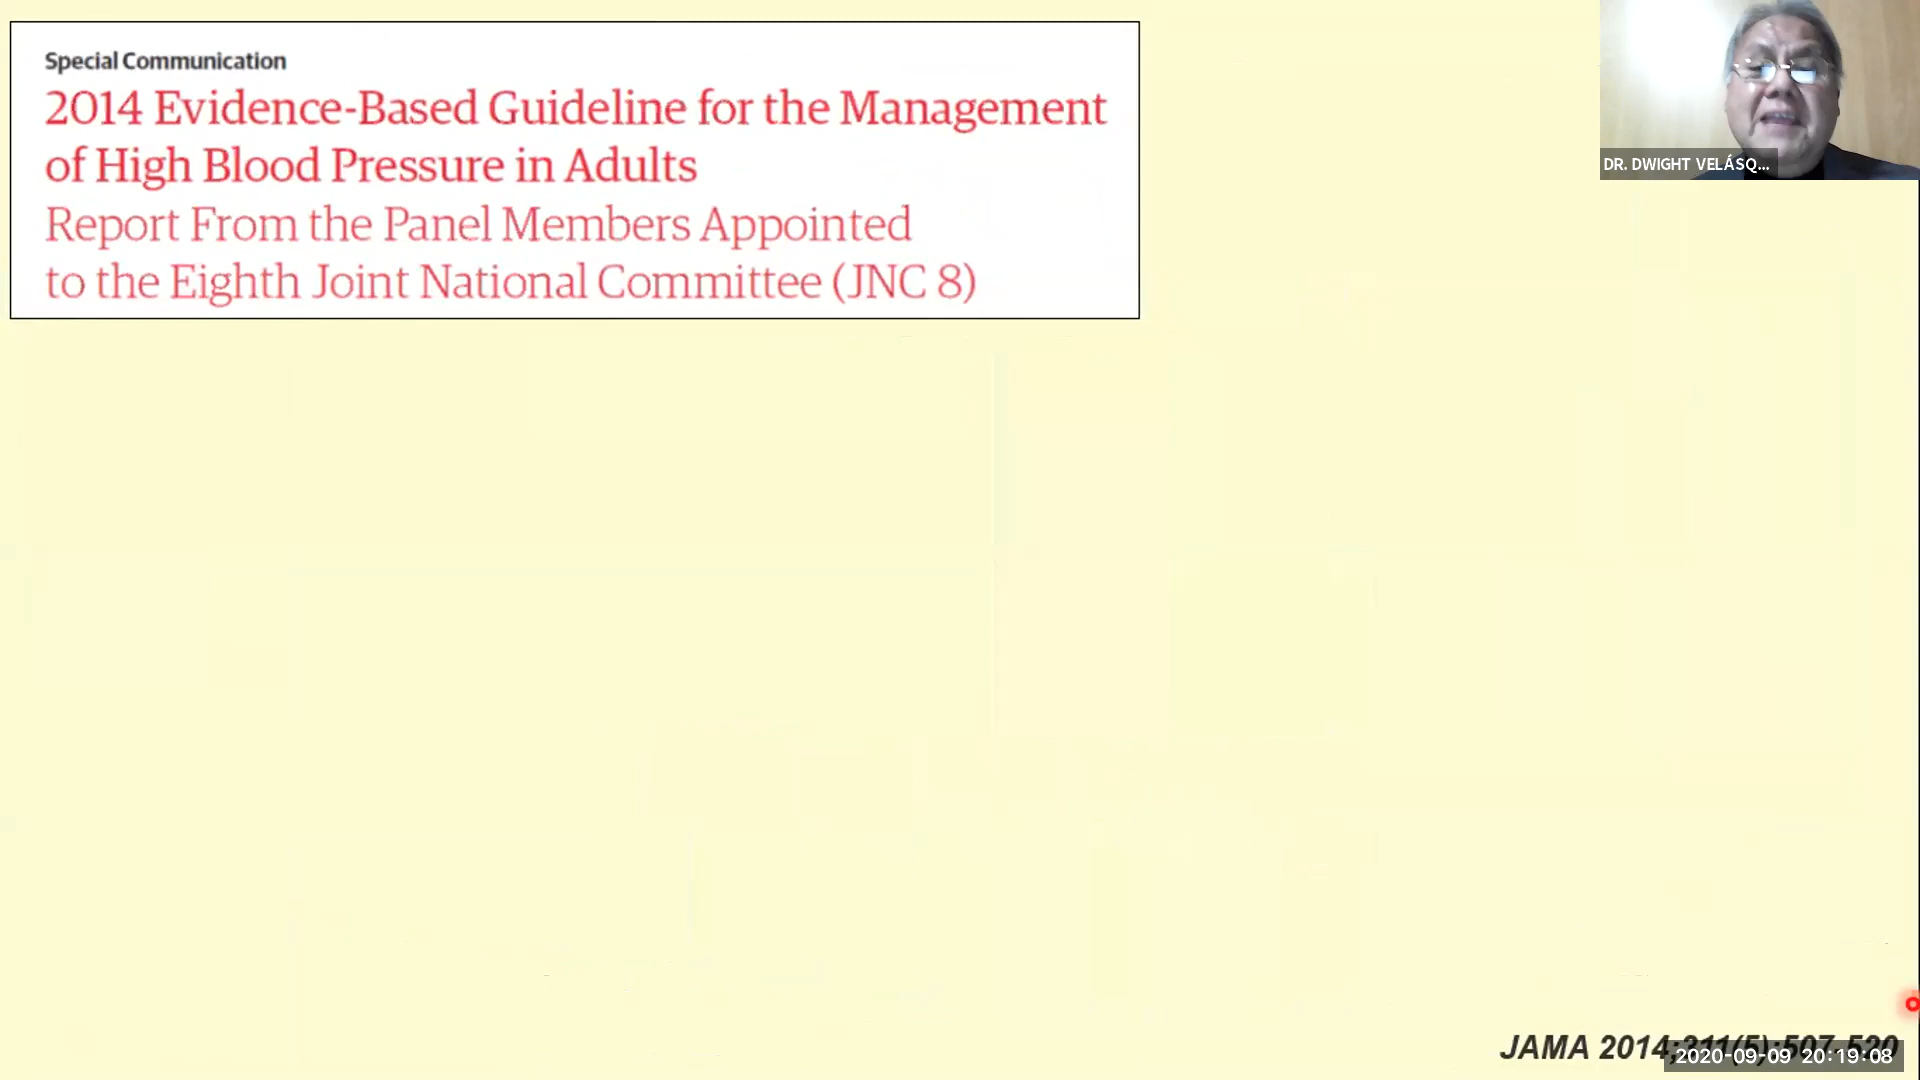 Special Communication
2014 Evidence-Based Guideline for the Management
of High Blood Pressure in Adults
Report From the Panel Members Appointed
to the Eighth Joint National Committee (JNC 8)
DR. DWIGHT VELÁSQ...
JAMA 2014;311(5):507-520
2020-09-09 20:19:08